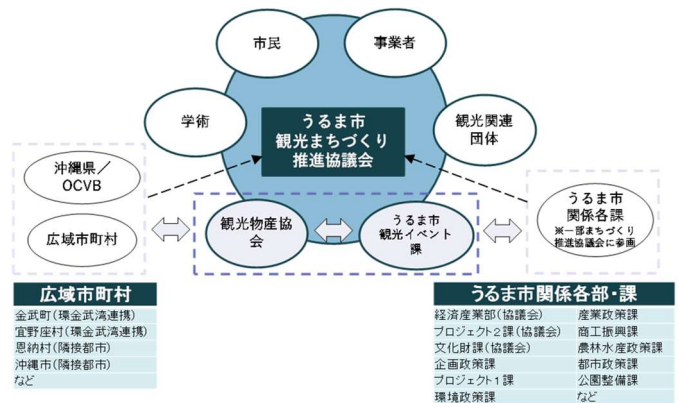 市民
事業者
学術
うるま市
観光まちづくり
推進協議会
観光関連
団体
沖縄県／
OCVB
広域市町村
観光物産協
会
うるま市
観光イベント
課
うるま市
関係各課
※一部まちづくり
推進協議会に参画
広域市町村
金武町(環金武湾連携)
宜野座村(環金武湾連携)
恩納村(隣接都市)
沖縄市(隣接都市)
など
うるま市関係各部・課
経済産業部(協議会)
プロジェクト2課(協議会)
文化財課(協議会)
企画政策課
プロジェクト1課
環境政策課
産業政策課
商工振興課
農林水産政策課
都市政策課
公園整備課
など